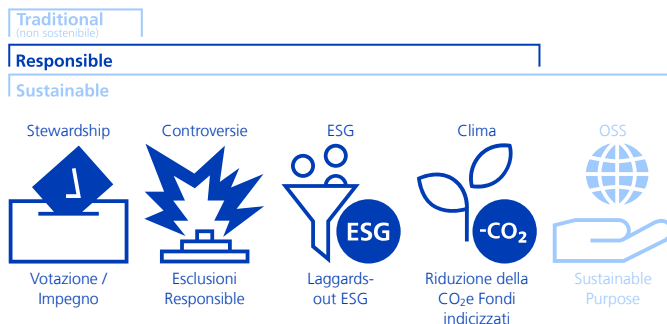 Traditional
(non sostenibile)
Responsible
Sustainable
Stewardship
Controversie
ESG
Clima
OSS
ESG
-CO₂
Votazione /
Impegno
Esclusioni
Responsible
Laggards-
out ESG
Riduzione della
CO₂e Fondi
indicizzati
Sustainable
Purpose